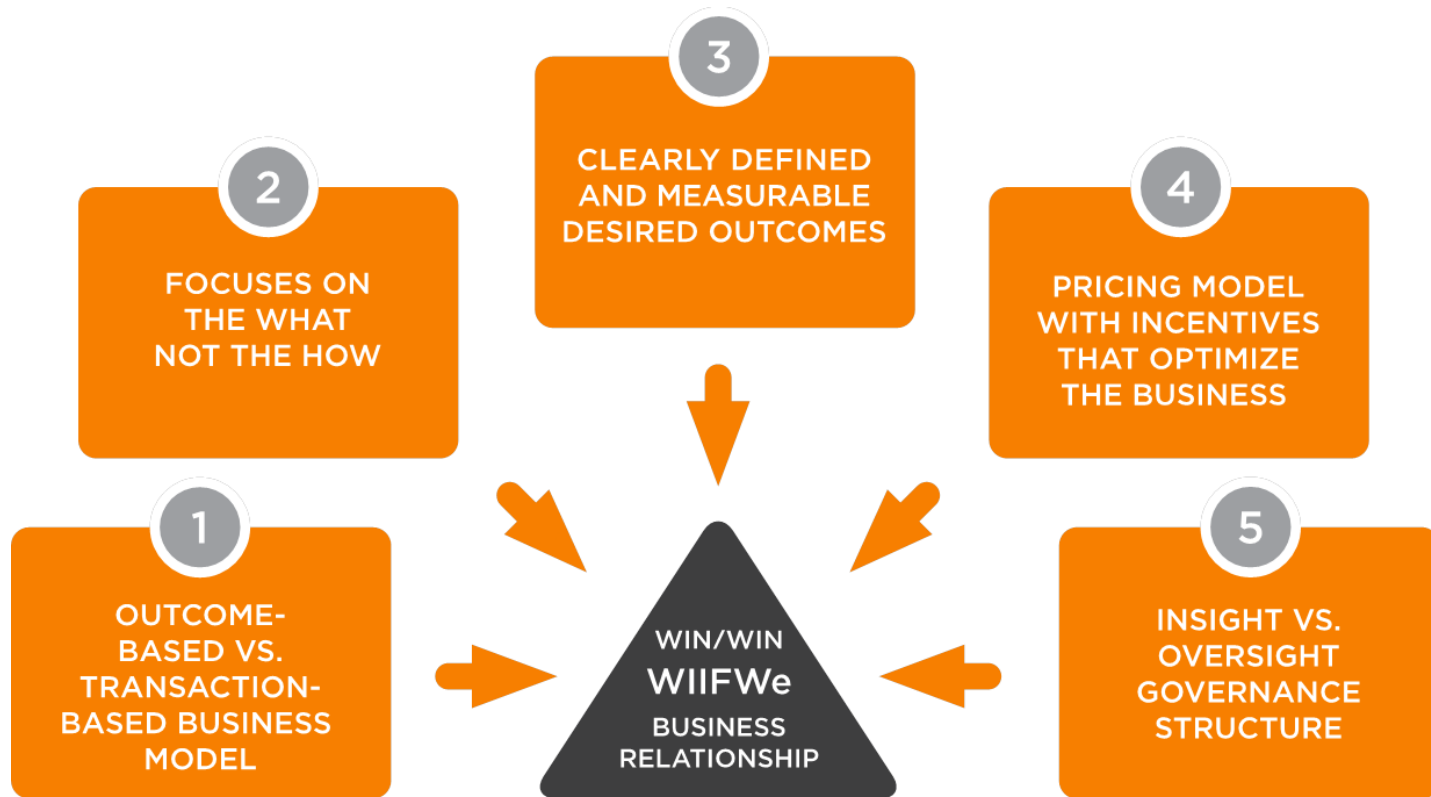 1
OUTCOME-
BASED VS.
TRANSACTION-
BASED BUSINESS
MODEL
2
FOCUSES ON
THE WHAT
NOT THE HOW
3
CLEARLY DEFINED
AND MEASURABLE
DESIRED OUTCOMES
4
PRICING MODEL
WITH INCENTIVES
THAT OPTIMIZE
THE BUSINESS
5
INSIGHT VS.
OVERSIGHT
GOVERNANCE
STRUCTURE
WIN/WIN
WIIFWe
BUSINESS
RELATIONSHIP